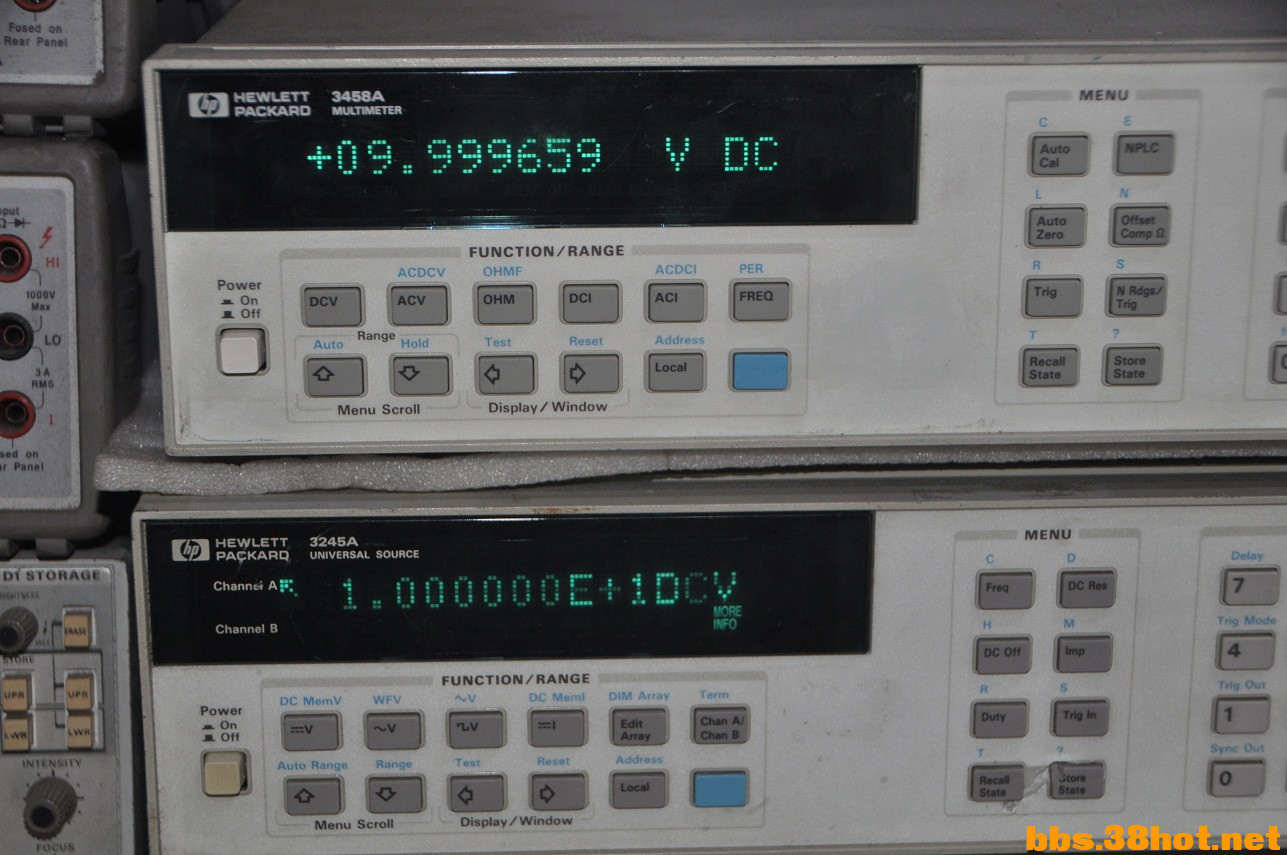 Fused on
Rear Panel
hp HEWLETT PACKARD 3458A MULTIMETER
+09.999659 V DC
MENU
C E
Auto Cal NPLC
L N
Auto Zero Offset Comp Ω
R S
Trig N Rdgs/ Trig
T ?
Recall State Store State
FUNCTION/RANGE
ACDCV OHMF ACDCI PER
DCV ACV OHM DCI ACI FREQ
Power
On
Off
Range
Auto Hold Test Reset Address
Local
Menu Scroll Display/Window
HI
1000V
Max
LO
3 A
RMS
I
hp HEWLETT PACKARD 3245A UNIVERSAL SOURCE
Channel A 1.000000E+1DCV
MORE
INFO
Channel B
MENU
C D
Freq DC Res
H M
DC Off Imp
R S
Duty Trig In
T ?
Recall State Store State
Delay
7
Trig Mode
4
Trig Out
1
Sync Out
0
FUNCTION/RANGE
DC MemV WFV ∿V DC MemI DIM Array Term
V ∿V V I Edit Array Chan A/ Chan B
Power
On
Off
Auto Range Range Test Reset Address
Local
Menu Scroll Display/Window
STORAGE
ERASE
STORE
UPR UPR
LWR LWR
INTENSITY
FOCUS
bbs.38hot.net